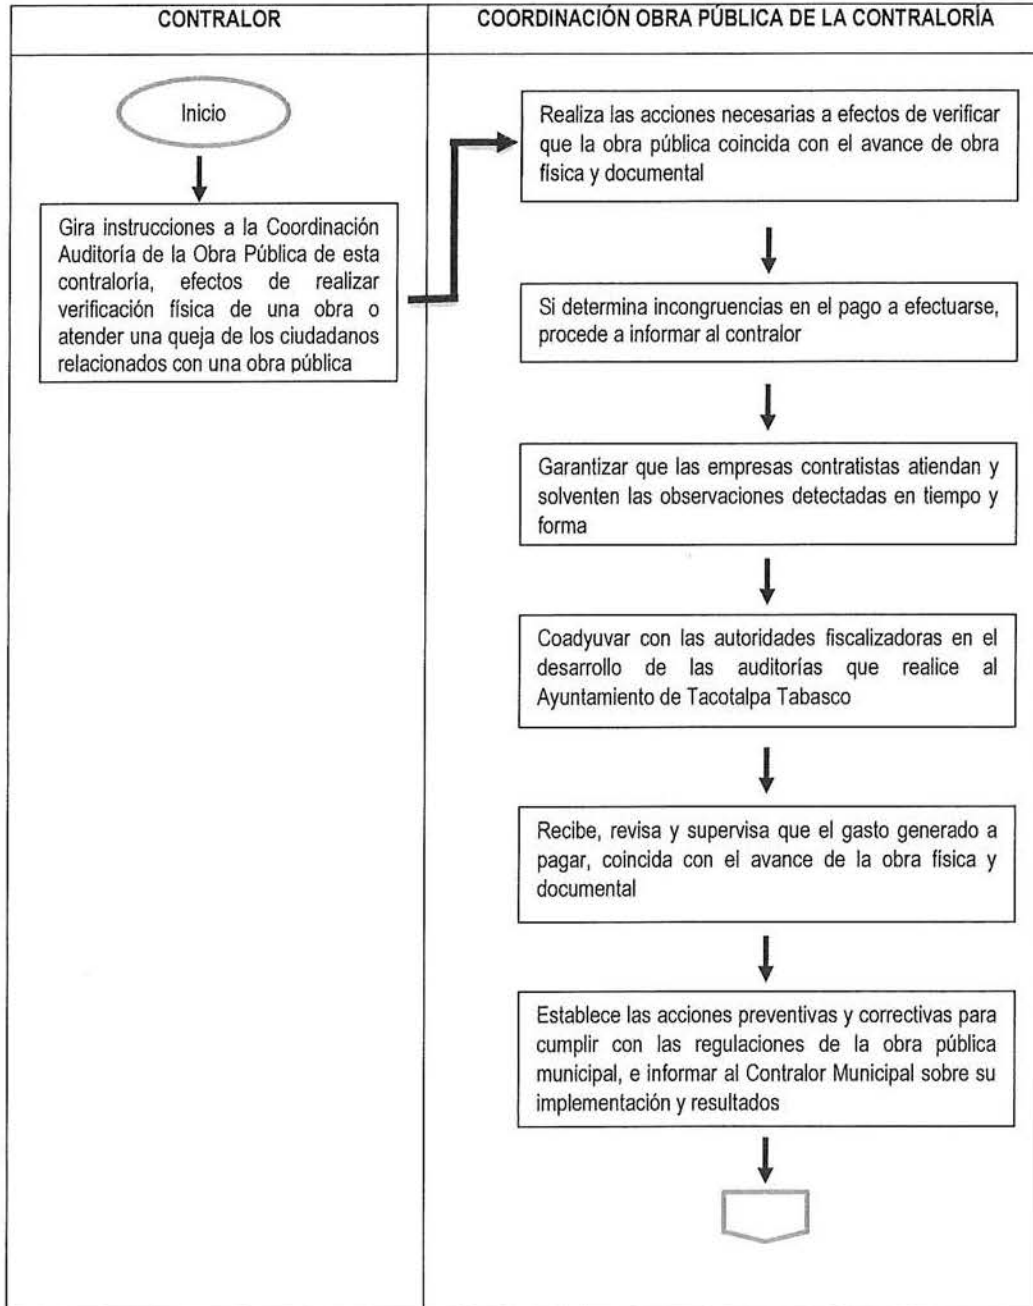 CONTRALOR
COORDINACIÓN OBRA PÚBLICA DE LA CONTRALORÍA
Inicio
Gira instrucciones a la Coordinación
Auditoría de la Obra Pública de esta
contraloría, efectos de realizar
verificación física de una obra o
atender una queja de los ciudadanos
relacionados con una obra pública
Realiza las acciones necesarias a efectos de verificar
que la obra pública coincida con el avance de obra
física y documental
Si determina incongruencias en el pago a efectuarse,
procede a informar al contralor
Garantizar que las empresas contratistas atiendan y
solventen las observaciones detectadas en tiempo y
forma
Coadyuvar con las autoridades fiscalizadoras en el
desarrollo de las auditorías que realice al
Ayuntamiento de Tacotalpa Tabasco
Recibe, revisa y supervisa que el gasto generado a
pagar, coincida con el avance de la obra física y
documental
Establece las acciones preventivas y correctivas para
cumplir con las regulaciones de la obra pública
municipal, e informar al Contralor Municipal sobre su
implementación y resultados